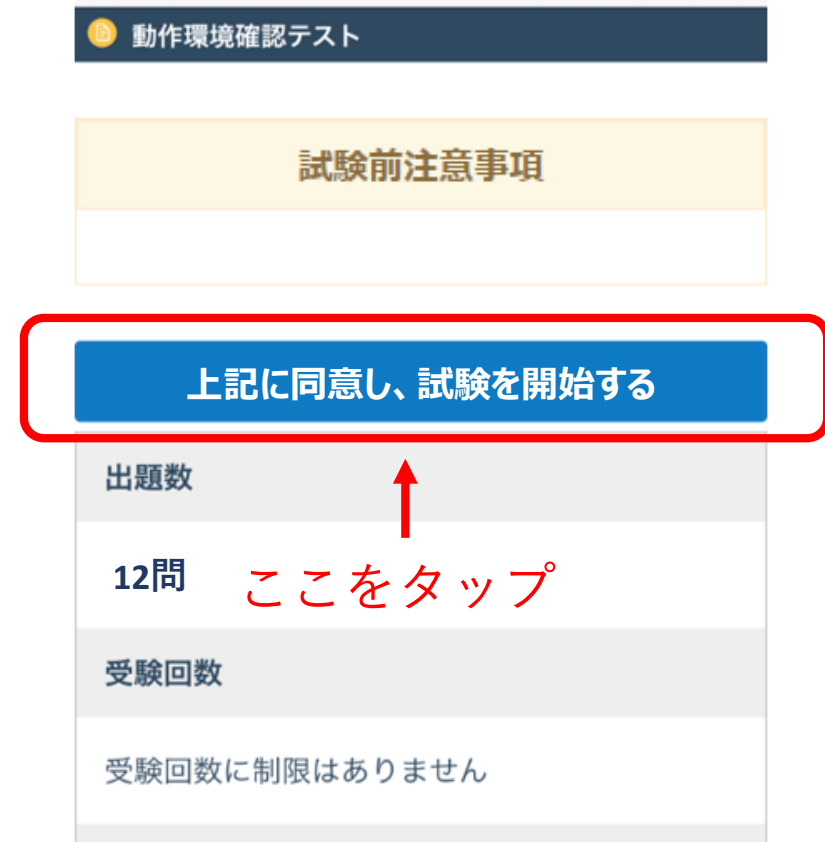 動作環境確認テスト
試験前注意事項
上記に同意し、試験を開始する
出題数
12問
ここをタップ
受験回数
受験回数に制限はありません